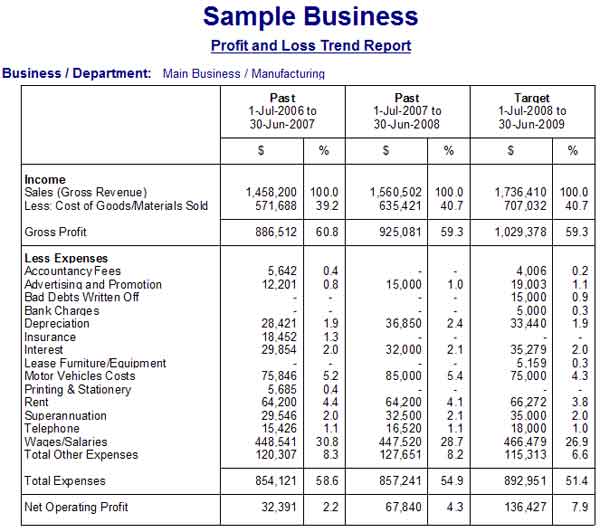 Sample Business
Profit and Loss Trend Report
Business / Department: Main Business / Manufacturing
Past Past Target
1-Jul-2006 to 1-Jul-2007 to 1-Jul-2008 to
30-Jun-2007 30-Jun-2008 30-Jun-2009
$ % $ % $ %
Income
Sales (Gross Revenue) 1,458,200 100.0 1,560,502 100.0 1,736,410 100.0
Less: Cost of Goods/Materials Sold 571,688 39.2 635,421 40.7 707,032 40.7
Gross Profit 886,512 60.8 925,081 59.3 1,029,378 59.3
Less Expenses
Accountancy Fees 5,642 0.4 - - 4,006 0.2
Advertising and Promotion 12,201 0.8 15,000 1.0 19,003 1.1
Bad Debts Written Off - - - - 15,000 0.9
Bank Charges - - - - 5,000 0.3
Depreciation 28,421 1.9 36,850 2.4 33,440 1.9
Insurance 18,452 1.3 - - - -
Interest 29,854 2.0 32,000 2.1 35,279 2.0
Lease Furniture/Equipment - - - - 5,159 0.3
Motor Vehicles Costs 75,846 5.2 85,000 5.4 75,000 4.3
Printing & Stationery 5,685 0.4 - - - -
Rent 64,200 4.4 64,200 4.1 66,272 3.8
Superannuation 29,546 2.0 32,500 2.1 35,000 2.0
Telephone 15,426 1.1 16,520 1.1 18,000 1.0
Wages/Salaries 448,541 30.8 447,520 28.7 466,479 26.9
Total Other Expenses 120,307 8.3 127,651 8.2 115,313 6.6
Total Expenses 854,121 58.6 857,241 54.9 892,951 51.4
Net Operating Profit 32,391 2.2 67,840 4.3 136,427 7.9